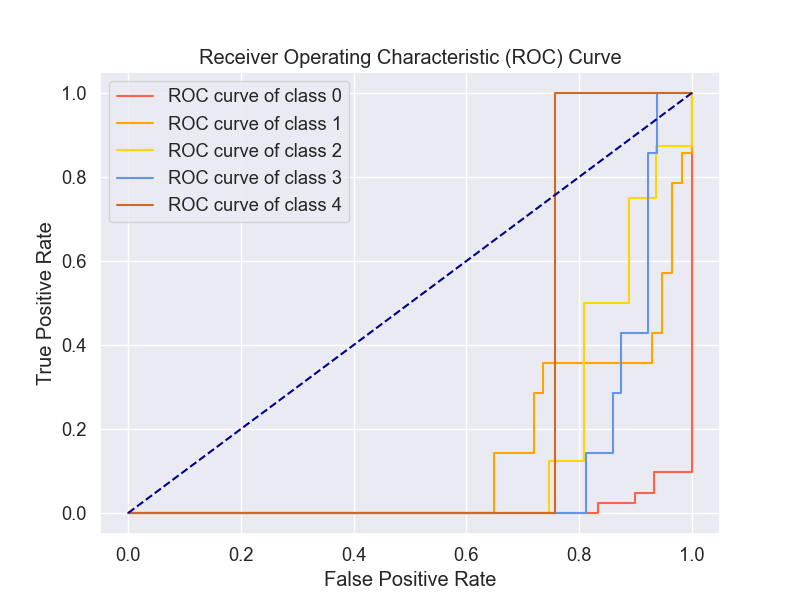 Receiver Operating Characteristic (ROC) Curve
1.0
0.8
0.6
0.4
0.2
0.0
True Positive Rate
ROC curve of class 0
ROC curve of class 1
ROC curve of class 2
ROC curve of class 3
ROC curve of class 4
0.0 0.2 0.4 0.6 0.8 1.0
False Positive Rate